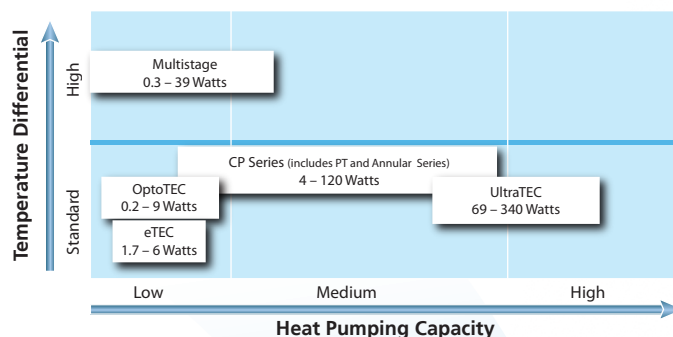 Temperature Differential
High
Standard
Multistage
0.3 – 39 Watts
CP Series (includes PT and Annular Series)
4 – 120 Watts
OptoTEC
0.2 – 9 Watts
UltraTEC
69 – 340 Watts
eTEC
1.7 – 6 Watts
Low
Medium
High
Heat Pumping Capacity